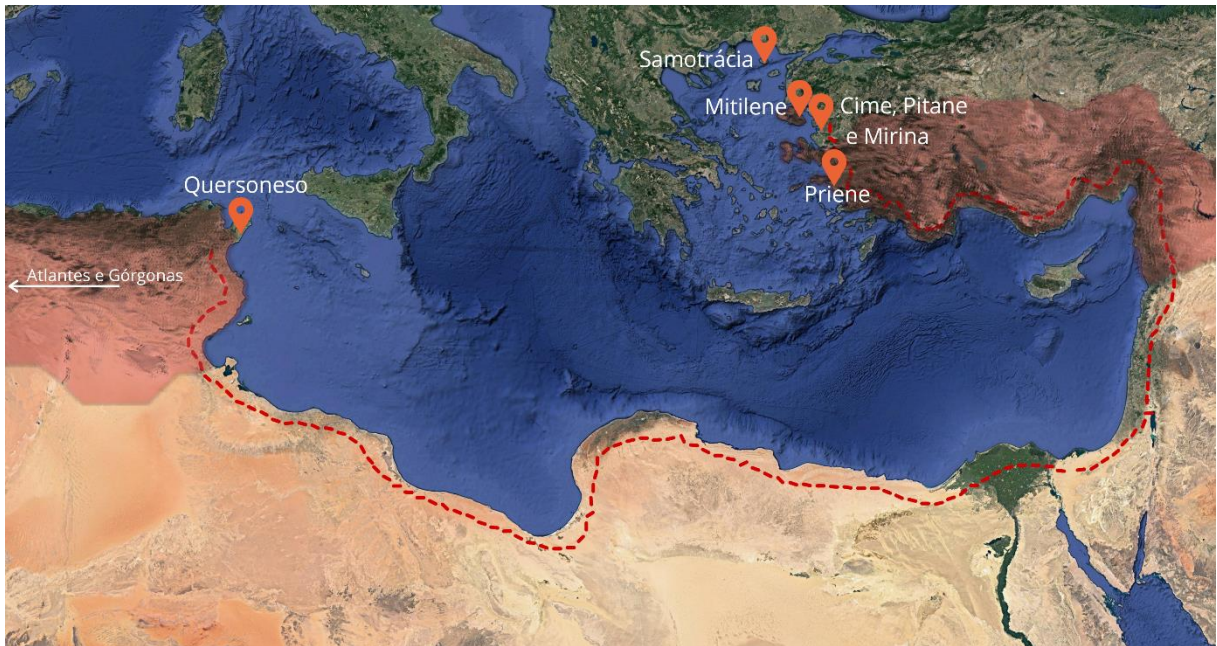 Samotrácia
Mitilene
Cime, Pitane
e Mirina
Priene
Quersoneso
Atlantes e Górgonas